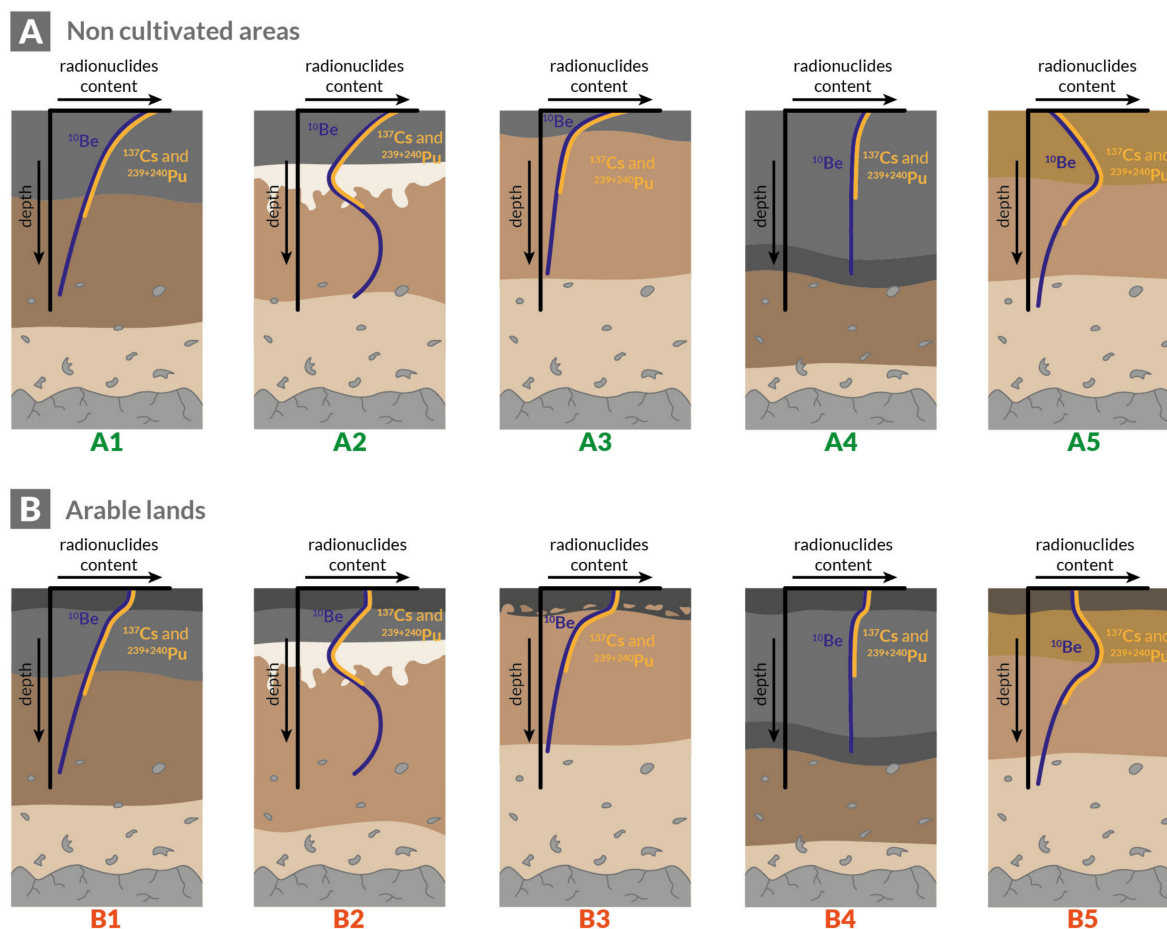 A Non cultivated areas
radionuclides
content
depth
¹⁰Be
¹³⁷Cs and
²³⁹⁺²⁴⁰Pu
A1
radionuclides
content
depth
¹⁰Be
¹³⁷Cs and
²³⁹⁺²⁴⁰Pu
A2
radionuclides
content
depth
¹⁰Be
¹³⁷Cs and
²³⁹⁺²⁴⁰Pu
A3
radionuclides
content
depth
¹⁰Be
¹³⁷Cs and
²³⁹⁺²⁴⁰Pu
A4
radionuclides
content
depth
¹⁰Be
¹³⁷Cs and
²³⁹⁺²⁴⁰Pu
A5
B Arable lands
radionuclides
content
depth
¹⁰Be
¹³⁷Cs and
²³⁹⁺²⁴⁰Pu
B1
radionuclides
content
depth
¹⁰Be
¹³⁷Cs and
²³⁹⁺²⁴⁰Pu
B2
radionuclides
content
depth
¹⁰Be
¹³⁷Cs and
²³⁹⁺²⁴⁰Pu
B3
radionuclides
content
depth
¹⁰Be
¹³⁷Cs and
²³⁹⁺²⁴⁰Pu
B4
radionuclides
content
depth
¹⁰Be
¹³⁷Cs and
²³⁹⁺²⁴⁰Pu
B5